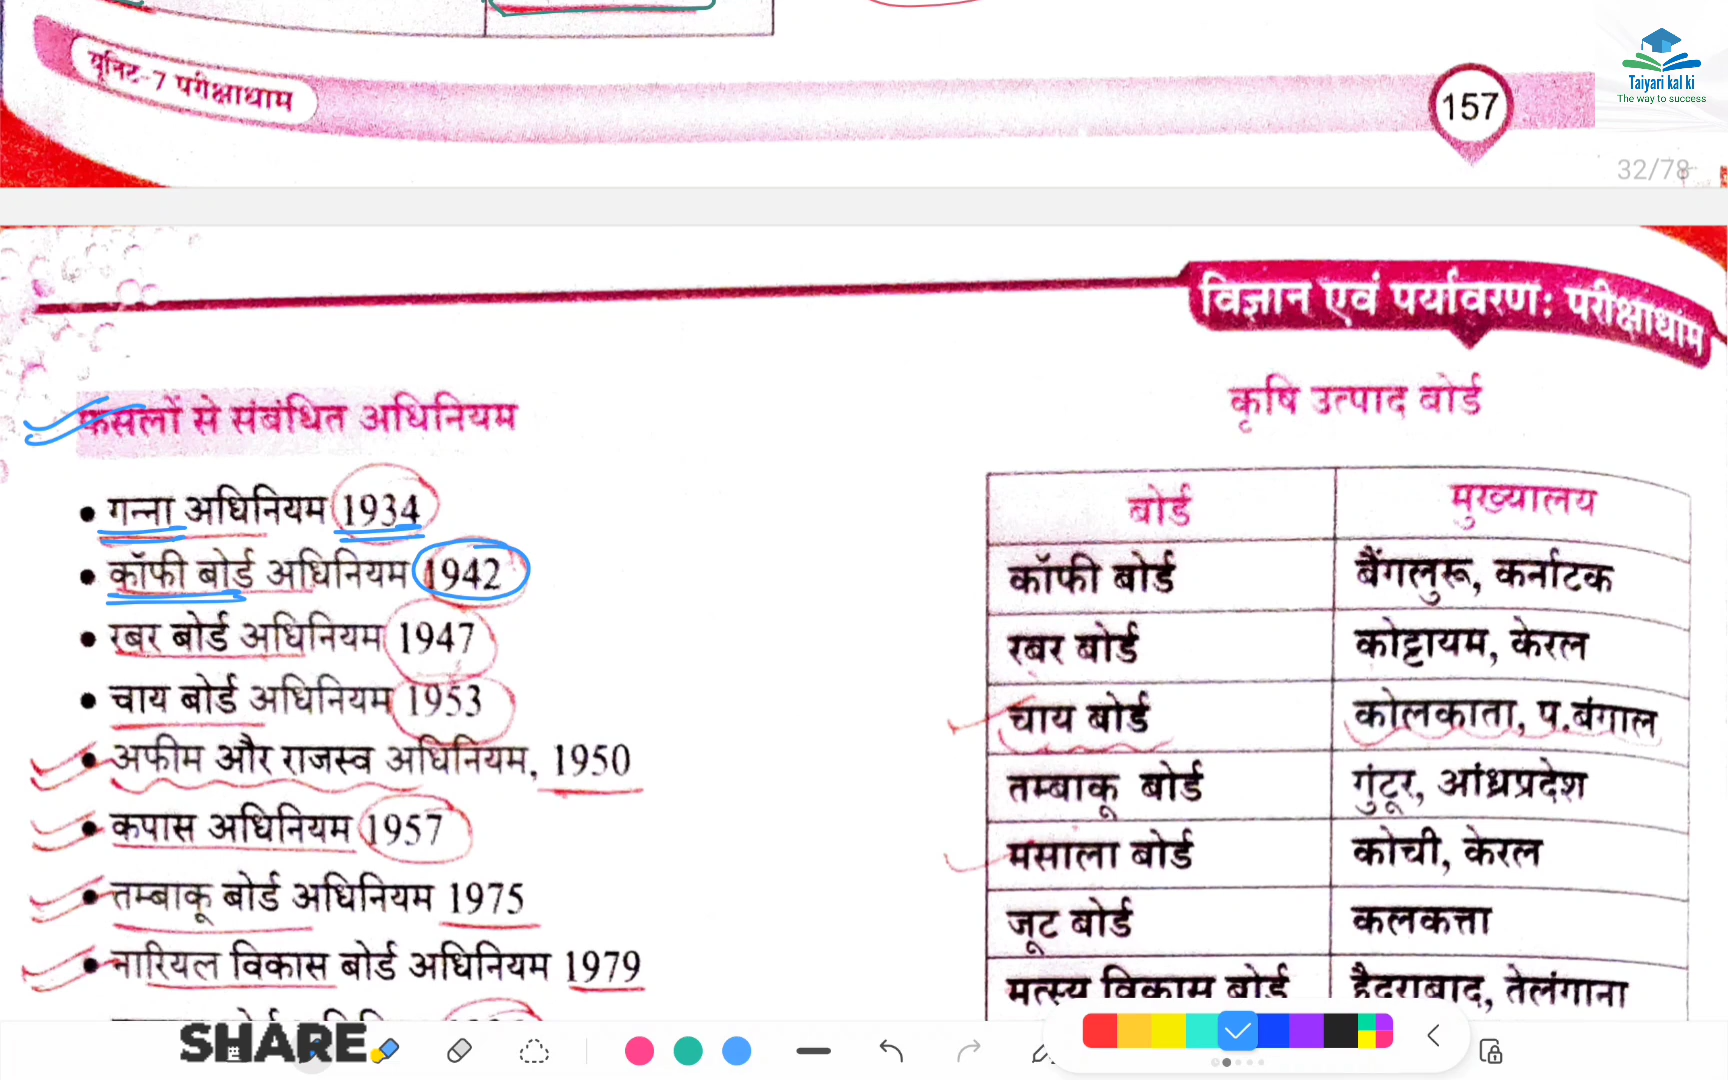 यूनिट-7 परीक्षाधाम
157
Taiyari kal ki
The way to success
32/78
विज्ञान एवं पर्यावरण: परीक्षाधाम
फसलों से संबंधित अधिनियम
• गन्ना अधिनियम 1934
• कॉफी बोर्ड अधिनियम 1942
• रबर बोर्ड अधिनियम 1947
• चाय बोर्ड अधिनियम 1953
• अफीम और राजस्व अधिनियम, 1950
• कपास अधिनियम 1957
• तम्बाकू बोर्ड अधिनियम 1975
• नारियल विकास बोर्ड अधिनियम 1979
कृषि उत्पाद बोर्ड
बोर्ड मुख्यालय
कॉफी बोर्ड बैंगलुरू, कर्नाटक
रबर बोर्ड कोट्टायम, केरल
चाय बोर्ड कोलकाता, प.बंगाल
तम्बाकू बोर्ड गुंटूर, आंध्रप्रदेश
मसाला बोर्ड कोची, केरल
जूट बोर्ड कलकत्ता
मत्स्य विकास बोर्ड हैदराबाद, तेलंगाना
SHARE